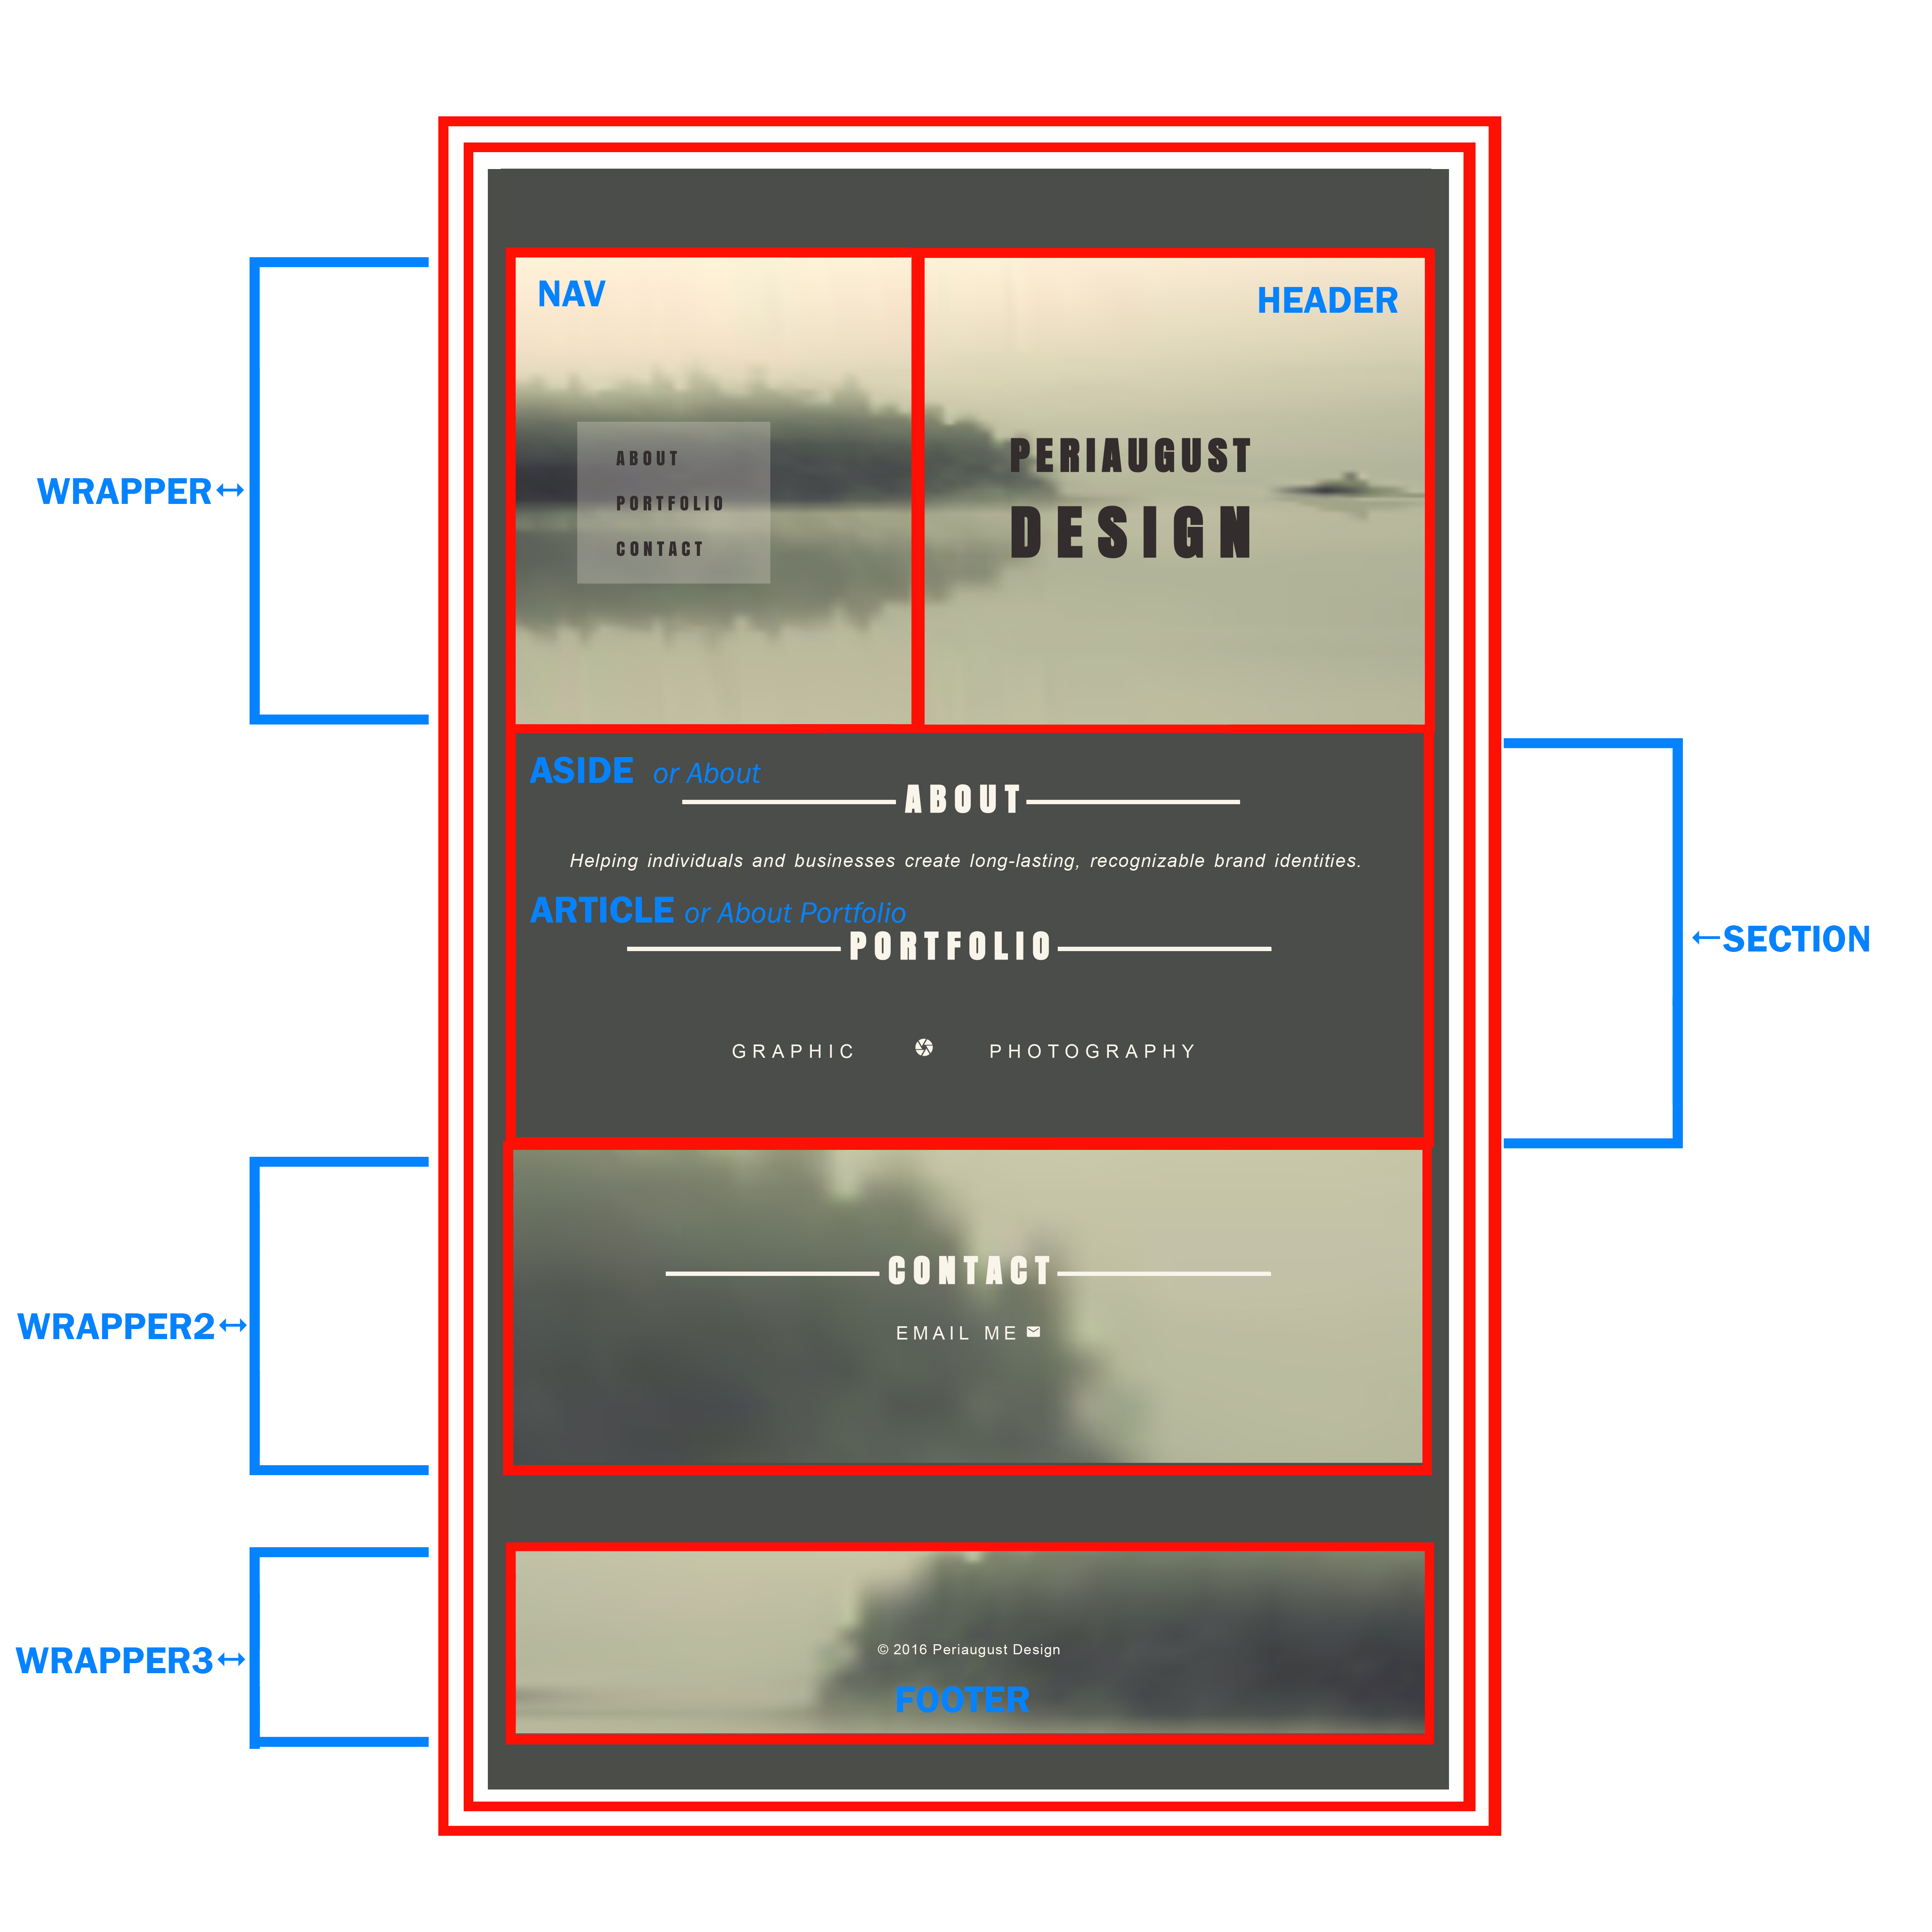 NAV
HEADER
ABOUT
PORTFOLIO
CONTACT
PERIAUGUST
DESIGN
WRAPPER
ASIDE or About
ABOUT
Helping individuals and businesses create long-lasting, recognizable brand identities.
ARTICLE or About Portfolio
PORTFOLIO
SECTION
GRAPHIC PHOTOGRAPHY
CONTACT
EMAIL ME
WRAPPER2
© 2016 Periaugust Design
WRAPPER3
FOOTER